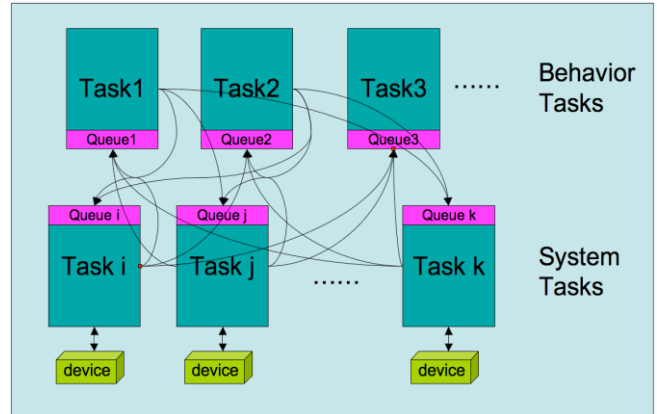 Task1
Task2
Task3
......
Behavior
Tasks
Queue1
Queue2
Queue3
Queue i
Queue j
Queue k
Task i
Task j
......
Task k
System
Tasks
device
device
device